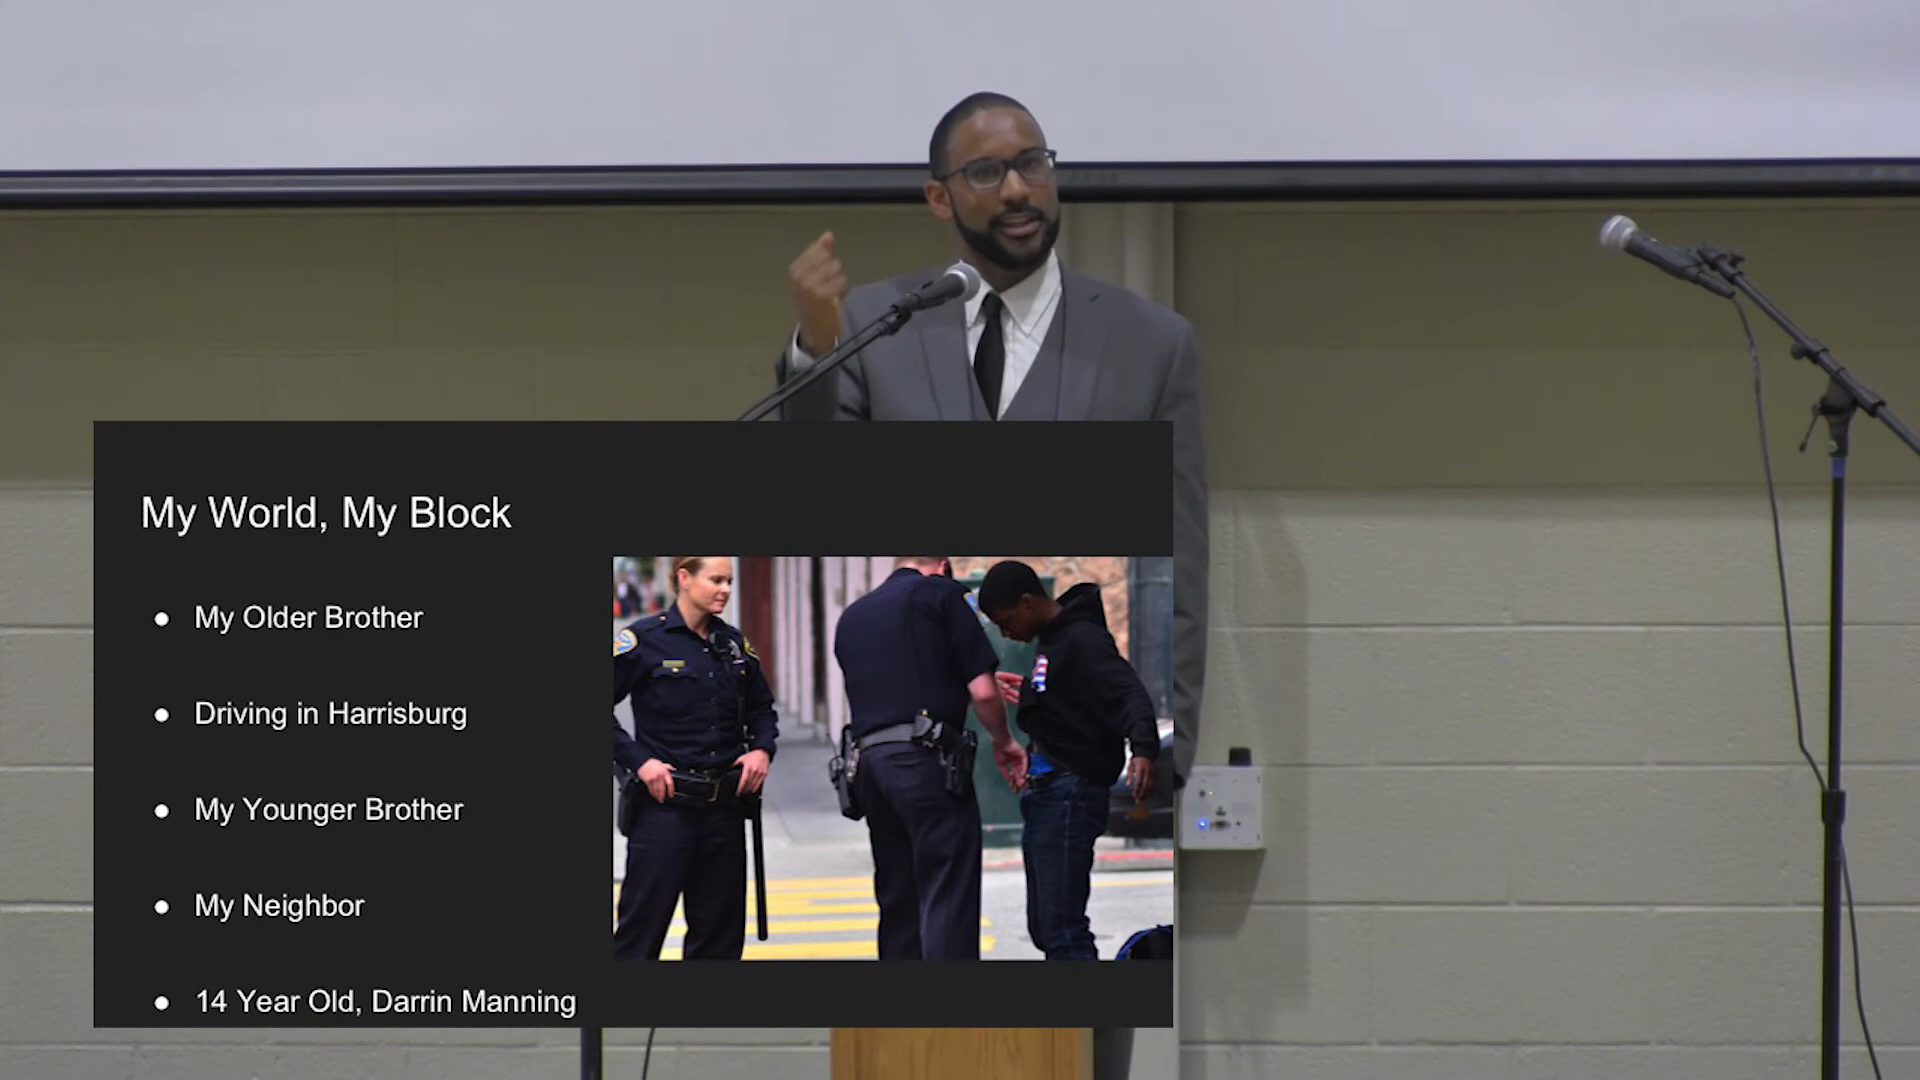 My World, My Block
My Older Brother
Driving in Harrisburg
My Younger Brother
My Neighbor
14 Year Old, Darrin Manning